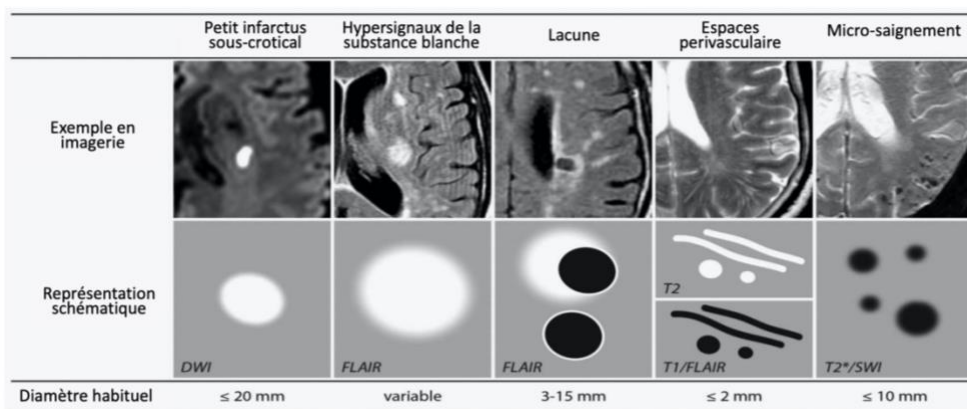 Petit infarctus
sous-crotical
Hypersignaux de la
substance blanche
Lacune
Espaces
perivasculaire
Micro-saignement
Exemple en
imagerie
Représentation
schématique
DWI
FLAIR
FLAIR
T2
T1/FLAIR
T2*/SWI
Diamètre habituel
≤ 20 mm
variable
3-15 mm
≤ 2 mm
≤ 10 mm